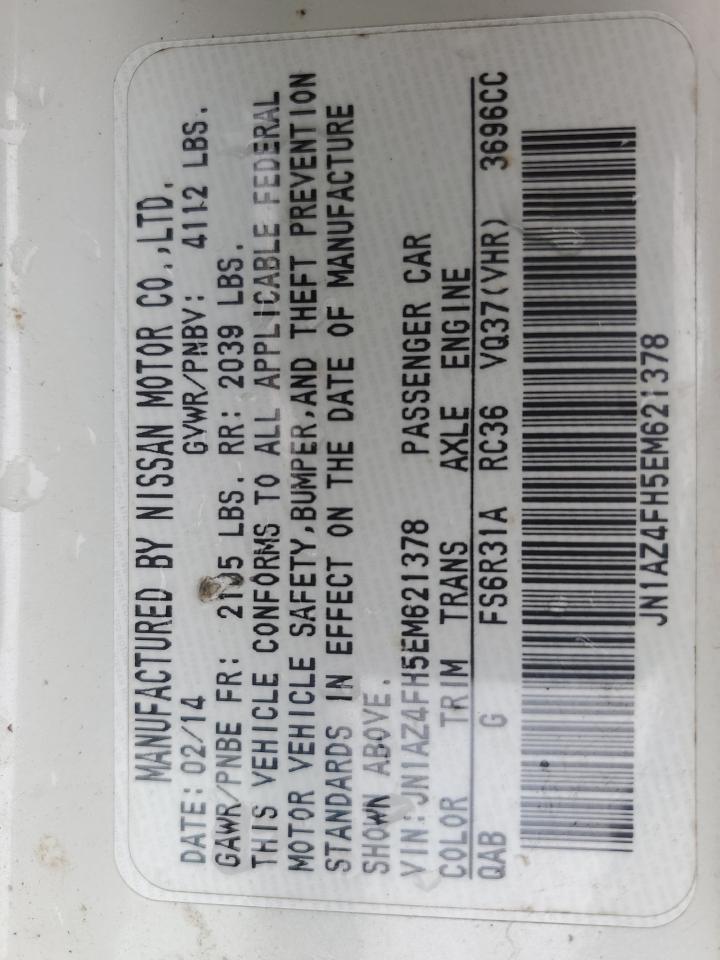 MANUFACTURED BY NISSAN MOTOR CO.,LTD.
DATE: 02/14 GVWR/PNBV: 4112 LBS.
GAWR/PNBE FR: LBS. RR: 2039 LBS.
THIS VEHICLE CONFORMS TO ALL APPLICABLE FEDERAL
MOTOR VEHICLE SAFETY,BUMPER,AND THEFT PREVENTION
STANDARDS IN EFFECT ON THE DATE OF MANUFACTURE
SHOWN ABOVE.
VIN:JN1AZ4FH5EM621378 PASSENGER CAR
COLOR TRIM TRANS AXLE ENGINE
QAB G FS6R31A RC36 VQ37(VHR) 3696CC
JN1AZ4FH5EM621378